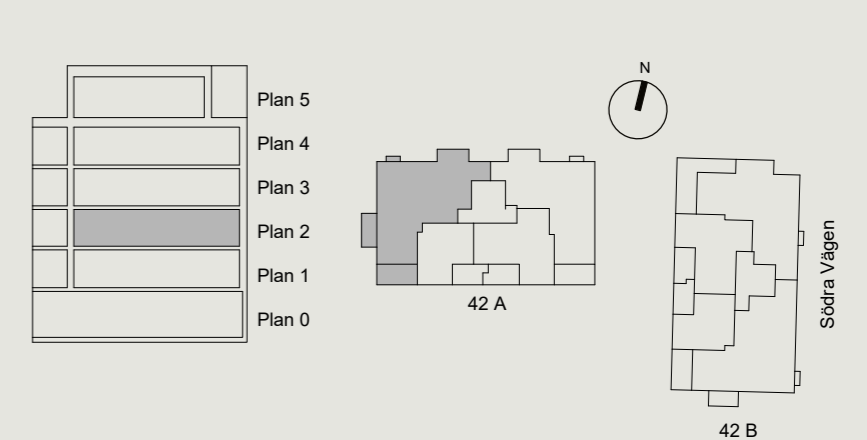 Plan 5
Plan 4
Plan 3
Plan 2
Plan 1
Plan 0
N
42 A
Södra Vägen
42 B